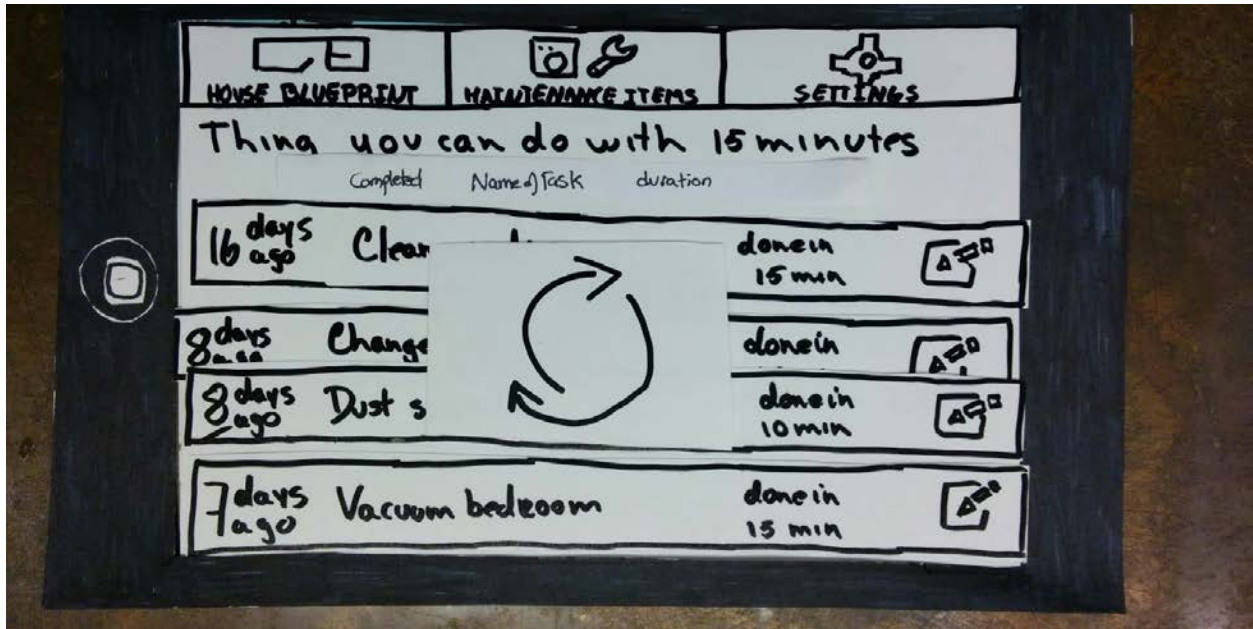 HOUSE BLUEPRINT MAINTENANCE ITEMS SETTINGS
Thing you can do with 15 minutes
Completed Name of Task duration
16 days ago Clean done in 15 min
8 days ago Change done in
8 days ago Dust done in 10 min
7 days ago Vacuum bedroom done in 15 min